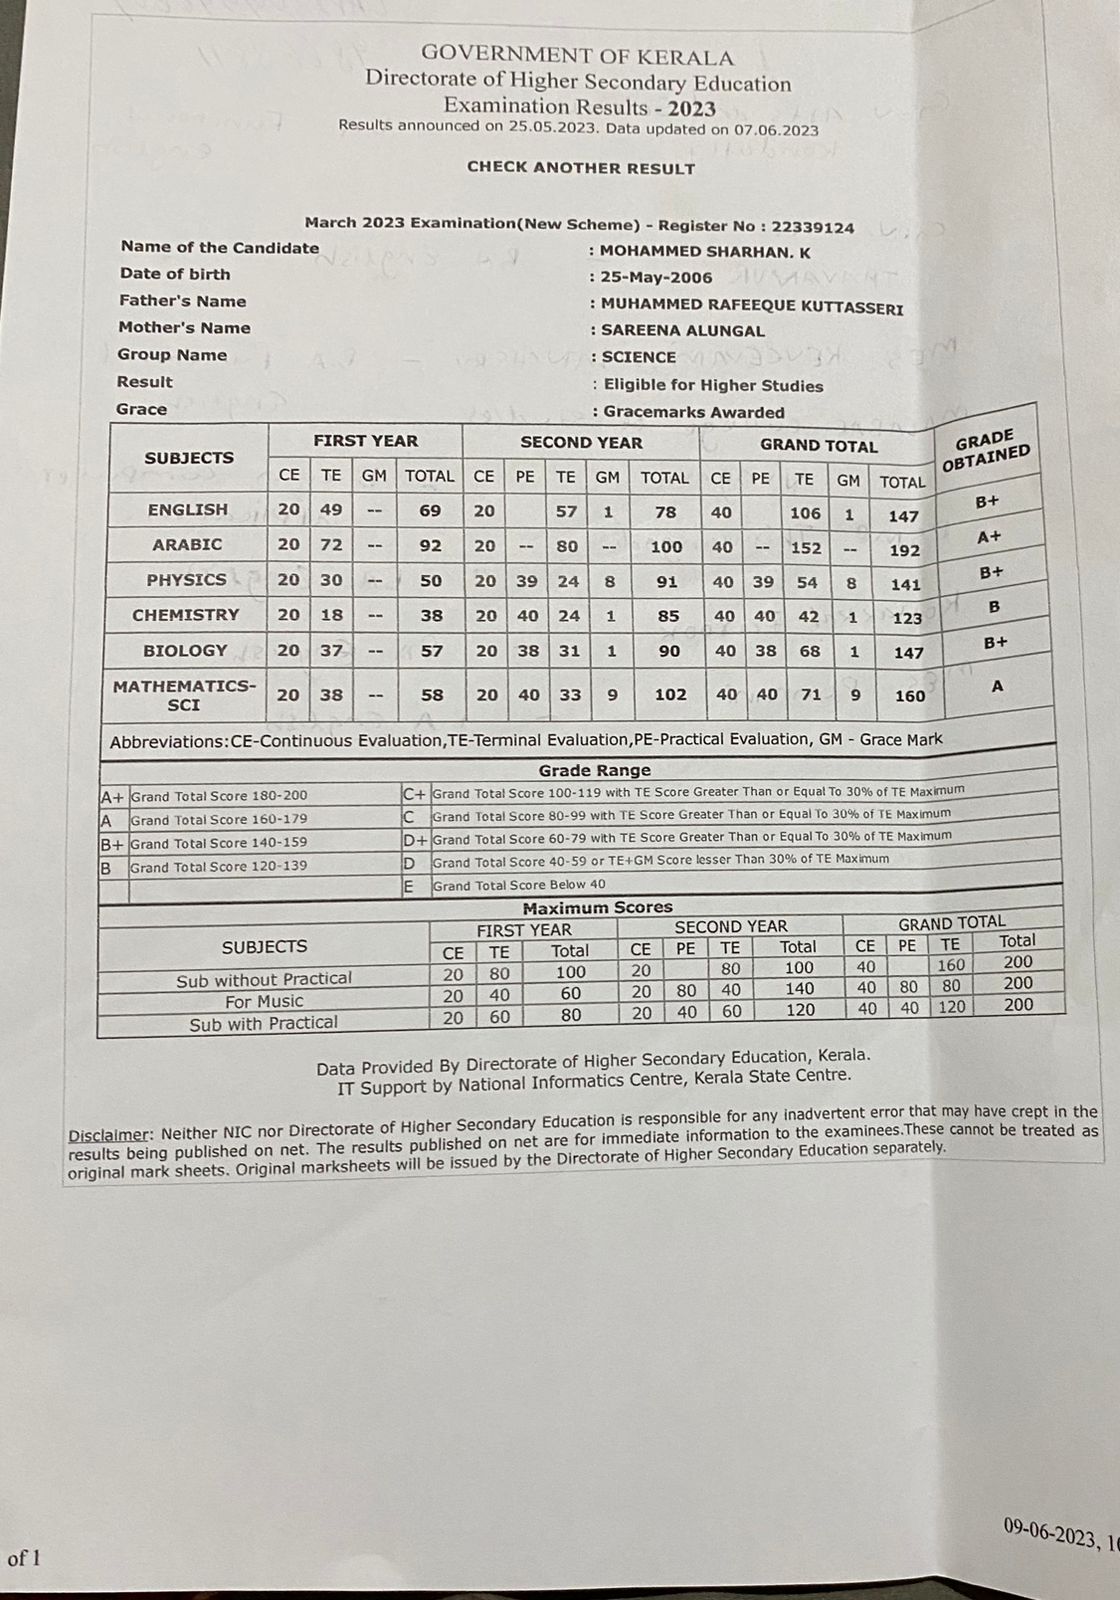 GOVERNMENT OF KERALA
Directorate of Higher Secondary Education
Examination Results - 2023
Results announced on 25.05.2023. Data updated on 07.06.2023
CHECK ANOTHER RESULT
March 2023 Examination(New Scheme) - Register No : 22339124
Name of the Candidate : MOHAMMED SHARHAN. K
Date of birth : 25-May-2006
Father's Name : MUHAMMED RAFEEQUE KUTTASSERI
Mother's Name : SAREENA ALUNGAL
Group Name : SCIENCE
Result : Eligible for Higher Studies
Grace : Gracemarks Awarded
SUBJECTS FIRST YEAR SECOND YEAR GRAND TOTAL GRADE OBTAINED
CE TE GM TOTAL CE PE TE GM TOTAL CE PE TE GM TOTAL
ENGLISH 20 49 -- 69 20 57 1 78 40 106 1 147 B+
ARABIC 20 72 -- 92 20 -- 80 -- 100 40 -- 152 -- 192 A+
PHYSICS 20 30 -- 50 20 39 24 8 91 40 39 54 8 141 B+
CHEMISTRY 20 18 -- 38 20 40 24 1 85 40 40 42 1 123 B
BIOLOGY 20 37 -- 57 20 38 31 1 90 40 38 68 1 147 B+
MATHEMATICS-SCI 20 38 -- 58 20 40 33 9 102 40 40 71 9 160 A
Abbreviations:CE-Continuous Evaluation,TE-Terminal Evaluation,PE-Practical Evaluation, GM - Grace Mark
Grade Range
A+ Grand Total Score 180-200 C+ Grand Total Score 100-119 with TE Score Greater Than or Equal To 30% of TE Maximum
A Grand Total Score 160-179 C Grand Total Score 80-99 with TE Score Greater Than or Equal To 30% of TE Maximum
B+ Grand Total Score 140-159 D+ Grand Total Score 60-79 with TE Score Greater Than or Equal To 30% of TE Maximum
B Grand Total Score 120-139 D Grand Total Score 40-59 or TE+GM Score lesser Than 30% of TE Maximum
E Grand Total Score Below 40
Maximum Scores
SUBJECTS FIRST YEAR SECOND YEAR GRAND TOTAL
CE TE Total CE PE TE Total CE PE TE Total
Sub without Practical 20 80 100 20 80 100 40 160 200
For Music 20 40 60 20 80 40 140 40 80 80 200
Sub with Practical 20 60 80 20 40 60 120 40 40 120 200
Data Provided By Directorate of Higher Secondary Education, Kerala.
IT Support by National Informatics Centre, Kerala State Centre.
Disclaimer: Neither NIC nor Directorate of Higher Secondary Education is responsible for any inadvertent error that may have crept in the
results being published on net. The results published on net are for immediate information to the examinees.These cannot be treated as
original mark sheets. Original marksheets will be issued by the Directorate of Higher Secondary Education separately.
of 1
09-06-2023,